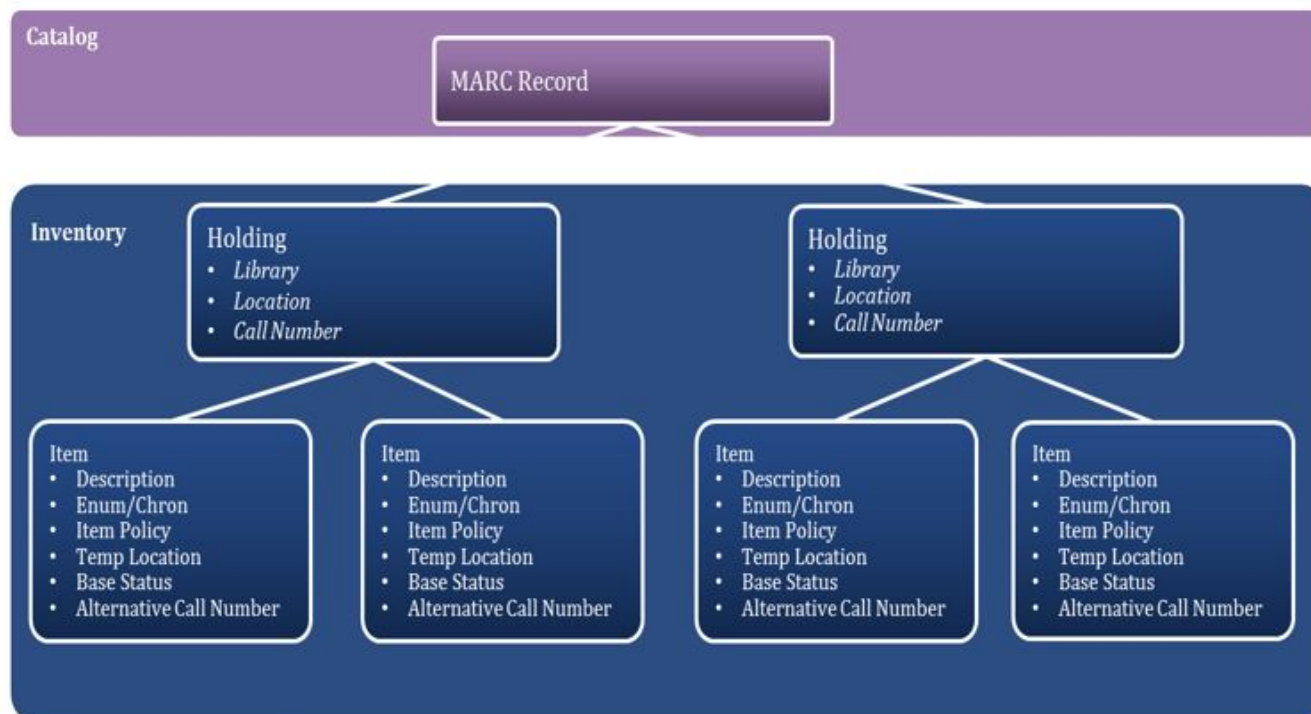 Catalog
MARC Record
Inventory
Holding
• Library
• Location
• Call Number
Holding
• Library
• Location
• Call Number
Item
• Description
• Enum/Chron
• Item Policy
• Temp Location
• Base Status
• Alternative Call Number
Item
• Description
• Enum/Chron
• Item Policy
• Temp Location
• Base Status
• Alternative Call Number
Item
• Description
• Enum/Chron
• Item Policy
• Temp Location
• Base Status
• Alternative Call Number
Item
• Description
• Enum/Chron
• Item Policy
• Temp Location
• Base Status
• Alternative Call Number